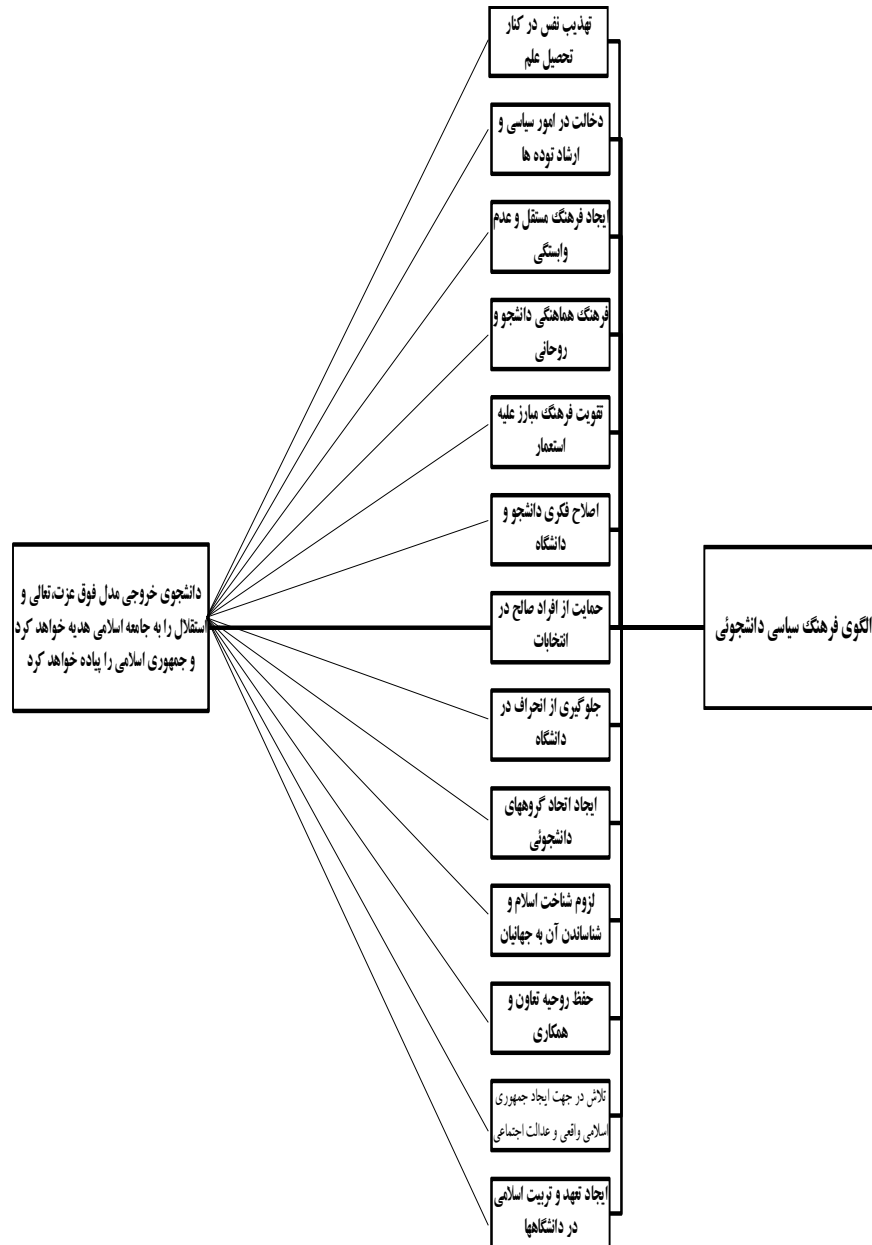 الگوی فرهنگ سیاسی دانشجوئی
تهذیب نفس در کنار
تحصیل علم
دخالت در امور سیاسی و
ارشاد توده ها
ایجاد فرهنگ مستقل و عدم
وابستگی
فرهنگ هماهنگی دانشجو و
روحانی
تقویت فرهنگ مبارز علیه
استعمار
اصلاح فکری دانشجو و
دانشگاه
حمایت از افراد صالح در
انتخابات
جلوگیری از انحراف در
دانشگاه
ایجاد اتحاد گروههای
دانشجوئی
لزوم شناخت اسلام و
شناساندن آن به جهانیان
حفظ روحیه تعاون و
همکاری
تلاش در جهت ایجاد جمهوری
اسلامی واقعی و عدالت اجتماعی
ایجاد تعهد و تربیت اسلامی
در دانشگاهها
دانشجوی خروجی مدل فوق عزت،تعالی و
استقلال را به جامعه اسلامی هدیه خواهد کرد
و جمهوری اسلامی را پیاده خواهد کرد